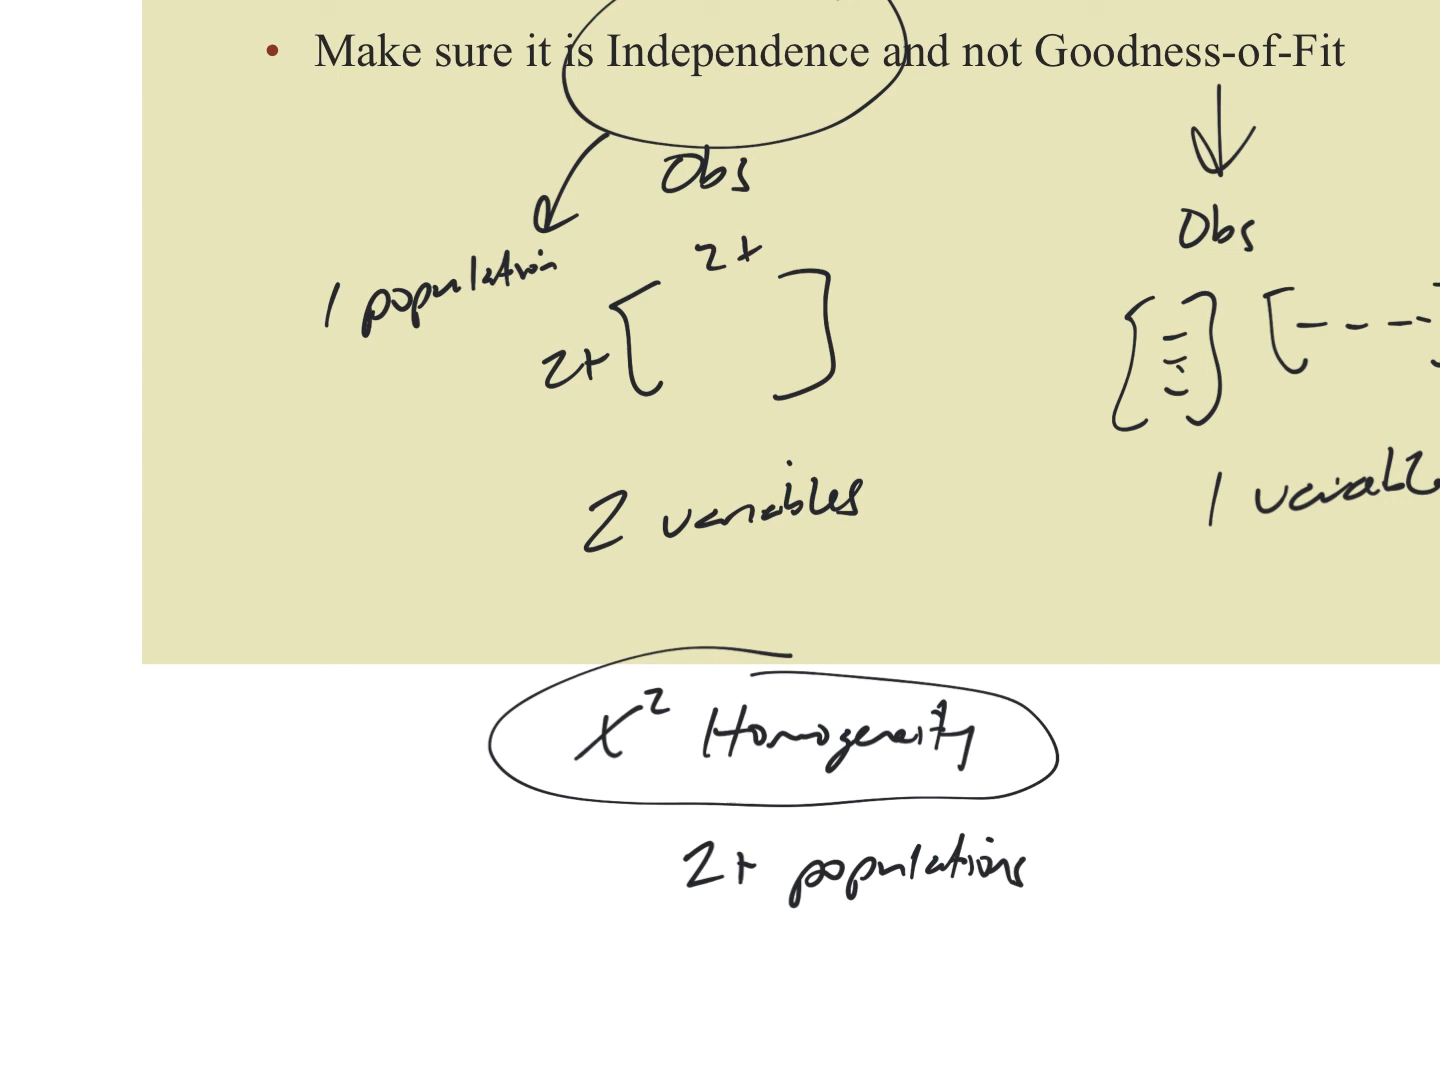 • Make sure it is Independence and not Goodness-of-Fit
Obs
Obs
1 population
2+
2+
2 variables
1 variable
χ² Homogeneity
2+ populations